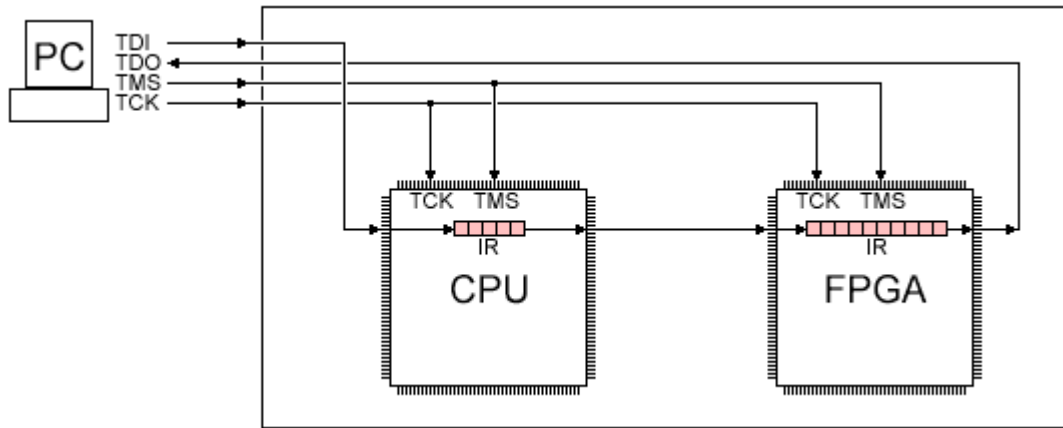 PC
TDI
TDO
TMS
TCK
TCK TMS
IR
CPU
TCK TMS
IR
FPGA